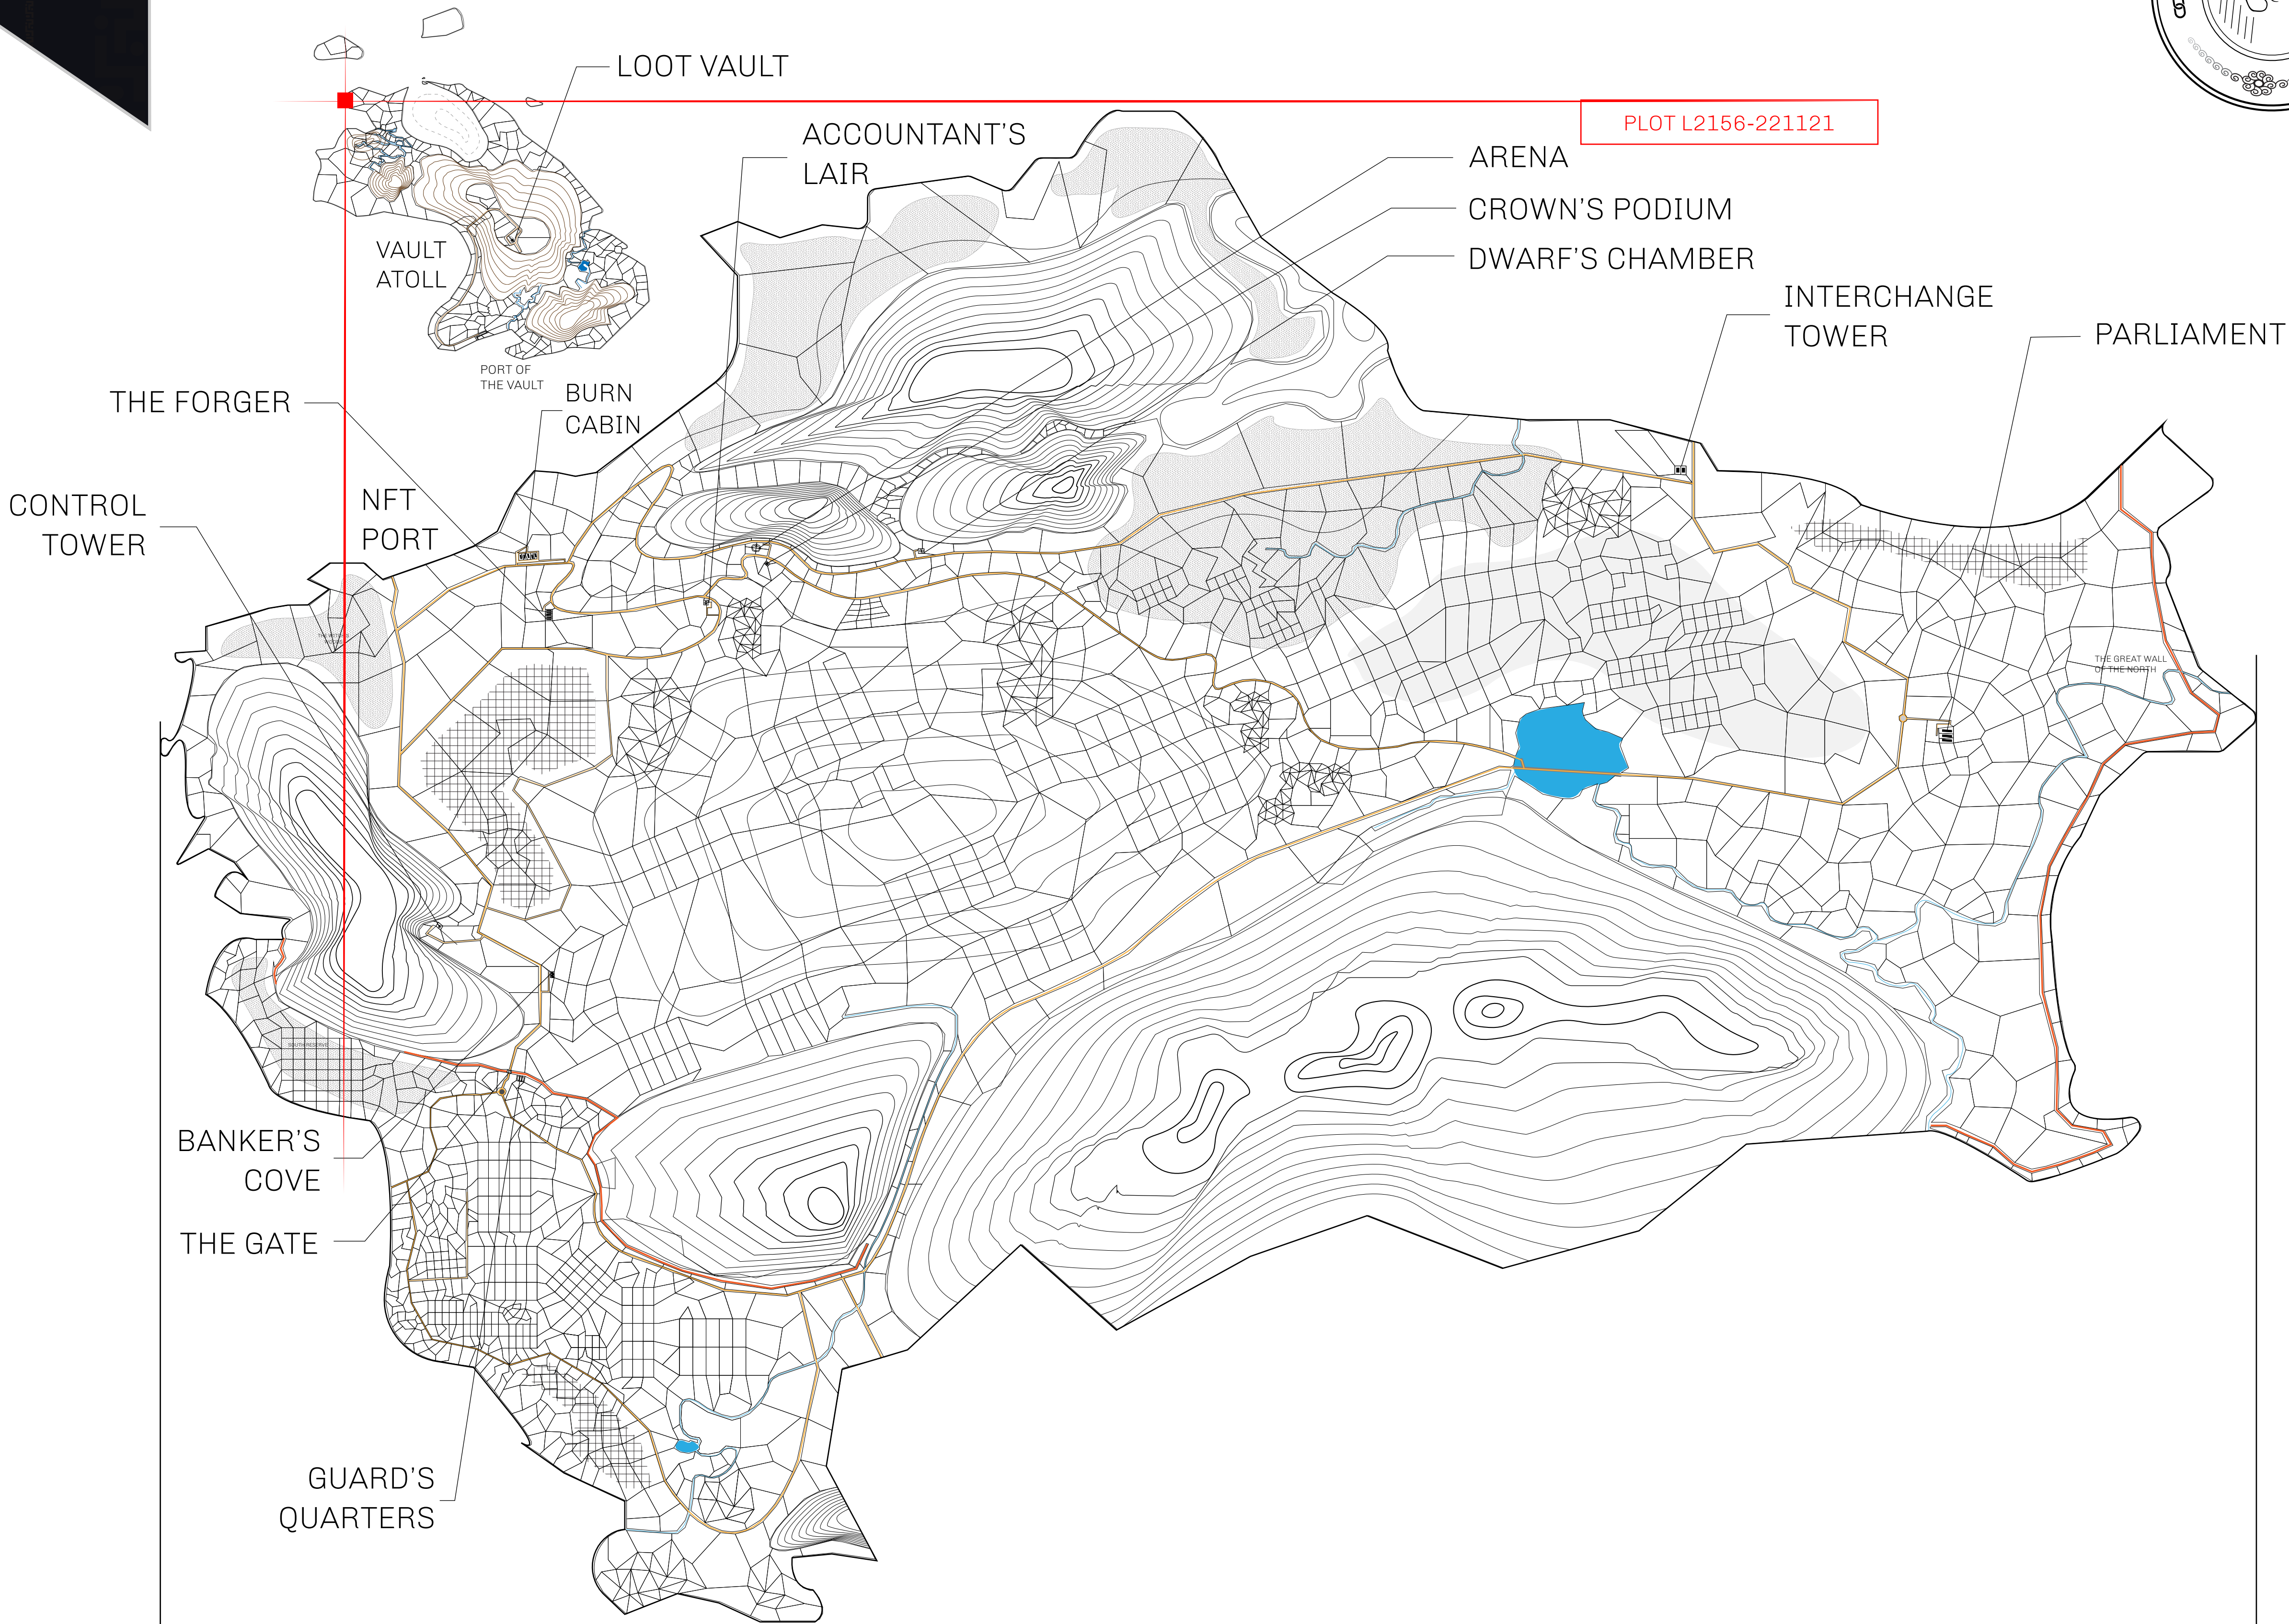 LOOT VAULT
PLOT L2156-221121
ACCOUNTANT'S
LAIR
ARENA
CROWN'S PODIUM
DWARF'S CHAMBER
VAULT
ATOLL
INTERCHANGE
TOWER
PARLIAMENT
PORT OF
THE VAULT
THE FORGER
BURN
CABIN
CONTROL
TOWER
NFT
PORT
THE GREAT WALL
OF THE NORTH
SOUTH RESERVE
BANKER'S
COVE
THE GATE
GUARD'S
QUARTERS